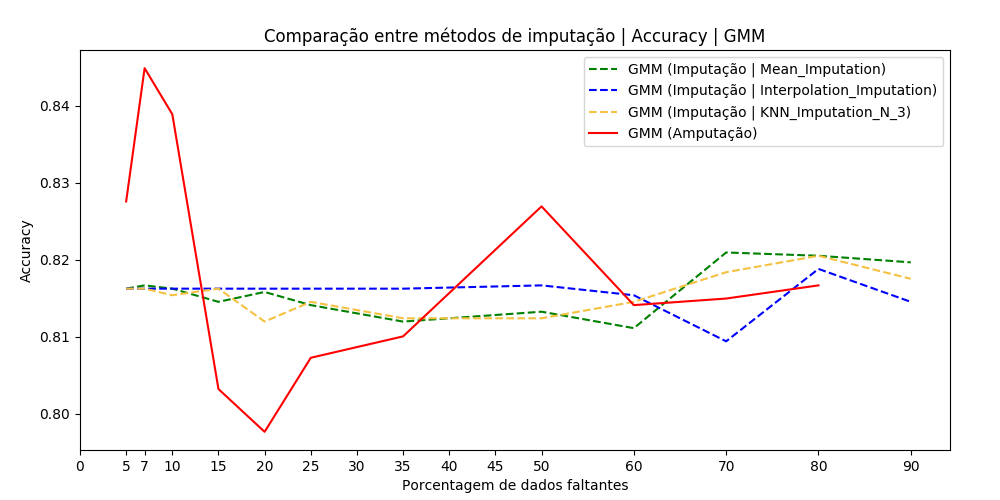 Comparação entre métodos de imputação | Accuracy | GMM
GMM (Imputação | Mean_Imputation)
GMM (Imputação | Interpolation_Imputation)
GMM (Imputação | KNN_Imputation_N_3)
GMM (Amputação)
Accuracy
0.84
0.83
0.82
0.81
0.80
0 5 7 10 15 20 25 30 35 40 45 50 60 70 80 90
Porcentagem de dados faltantes